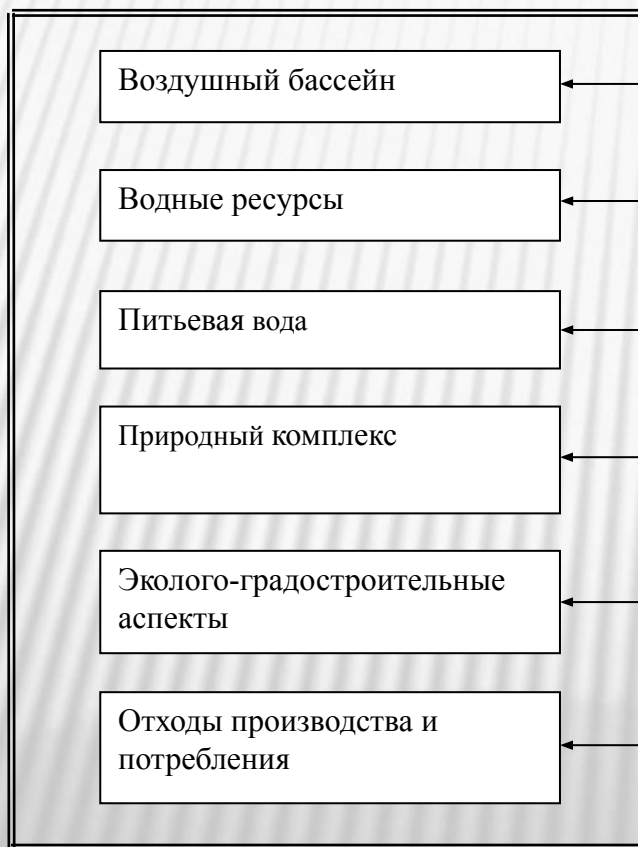 Воздушный бассейн
Водные ресурсы
Питьевая вода
Природный комплекс
Эколого-градостроительные
аспекты
Отходы производства и
потребления